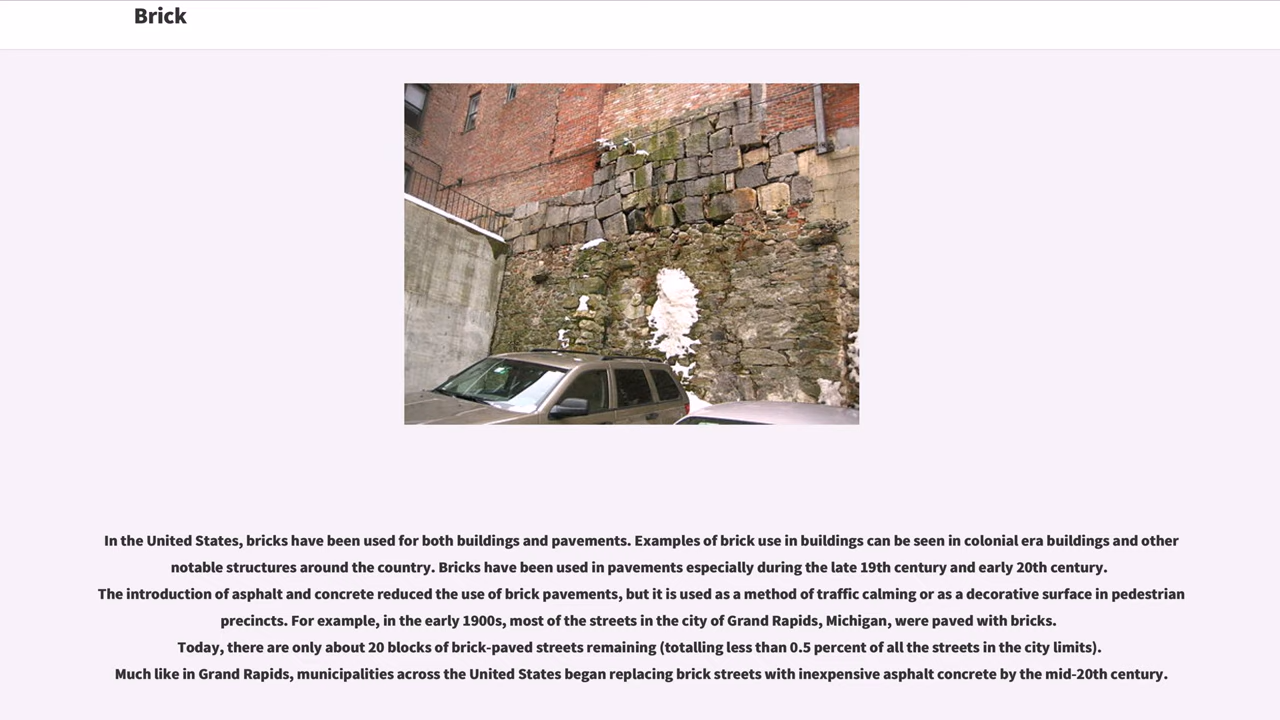 Brick
In the United States, bricks have been used for both buildings and pavements. Examples of brick use in buildings can be seen in colonial era buildings and other
notable structures around the country. Bricks have been used in pavements especially during the late 19th century and early 20th century.
The introduction of asphalt and concrete reduced the use of brick pavements, but it is used as a method of traffic calming or as a decorative surface in pedestrian
precincts. For example, in the early 1900s, most of the streets in the city of Grand Rapids, Michigan, were paved with bricks.
Today, there are only about 20 blocks of brick-paved streets remaining (totalling less than 0.5 percent of all the streets in the city limits).
Much like in Grand Rapids, municipalities across the United States began replacing brick streets with inexpensive asphalt concrete by the mid-20th century.